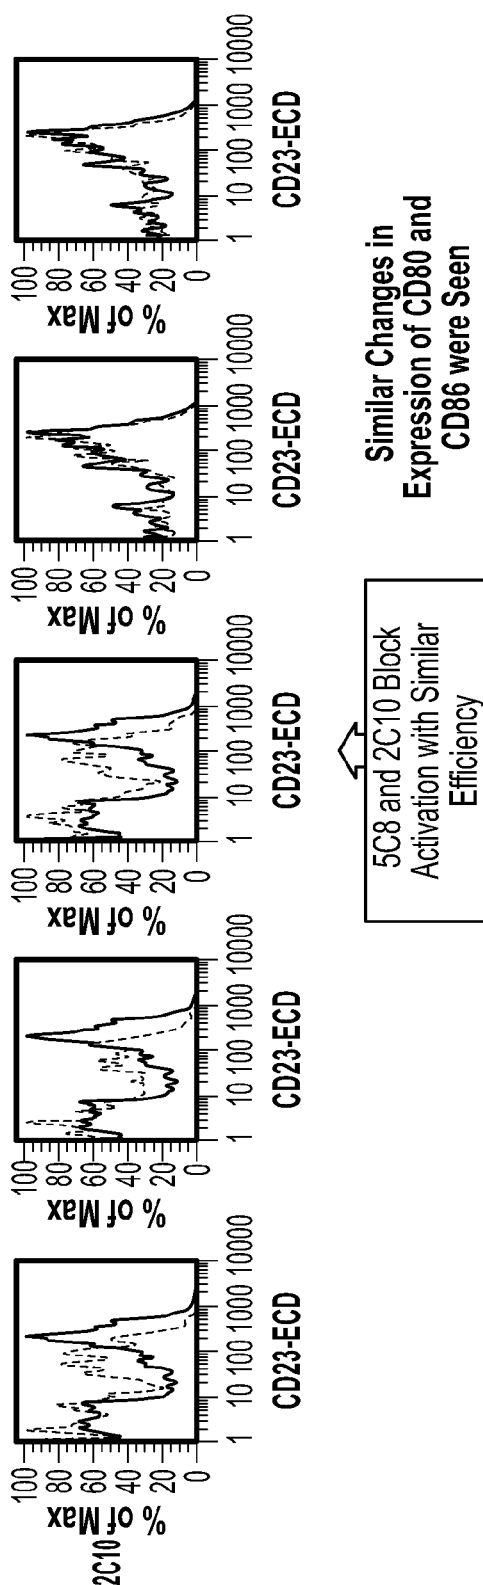 2C10
% of Max
100
80
60
40
20
0
1 10 100 1000 10000
CD23-ECD
% of Max
100
80
60
40
20
0
1 10 100 1000 10000
CD23-ECD
% of Max
100
80
60
40
20
0
1 10 100 1000 10000
CD23-ECD
% of Max
100
80
60
40
20
0
1 10 100 1000 10000
CD23-ECD
% of Max
100
80
60
40
20
0
1 10 100 1000 10000
CD23-ECD
5C8 and 2C10 Block
Activation with Similar
Efficiency
Similar Changes in
Expression of CD80 and
CD86 were Seen